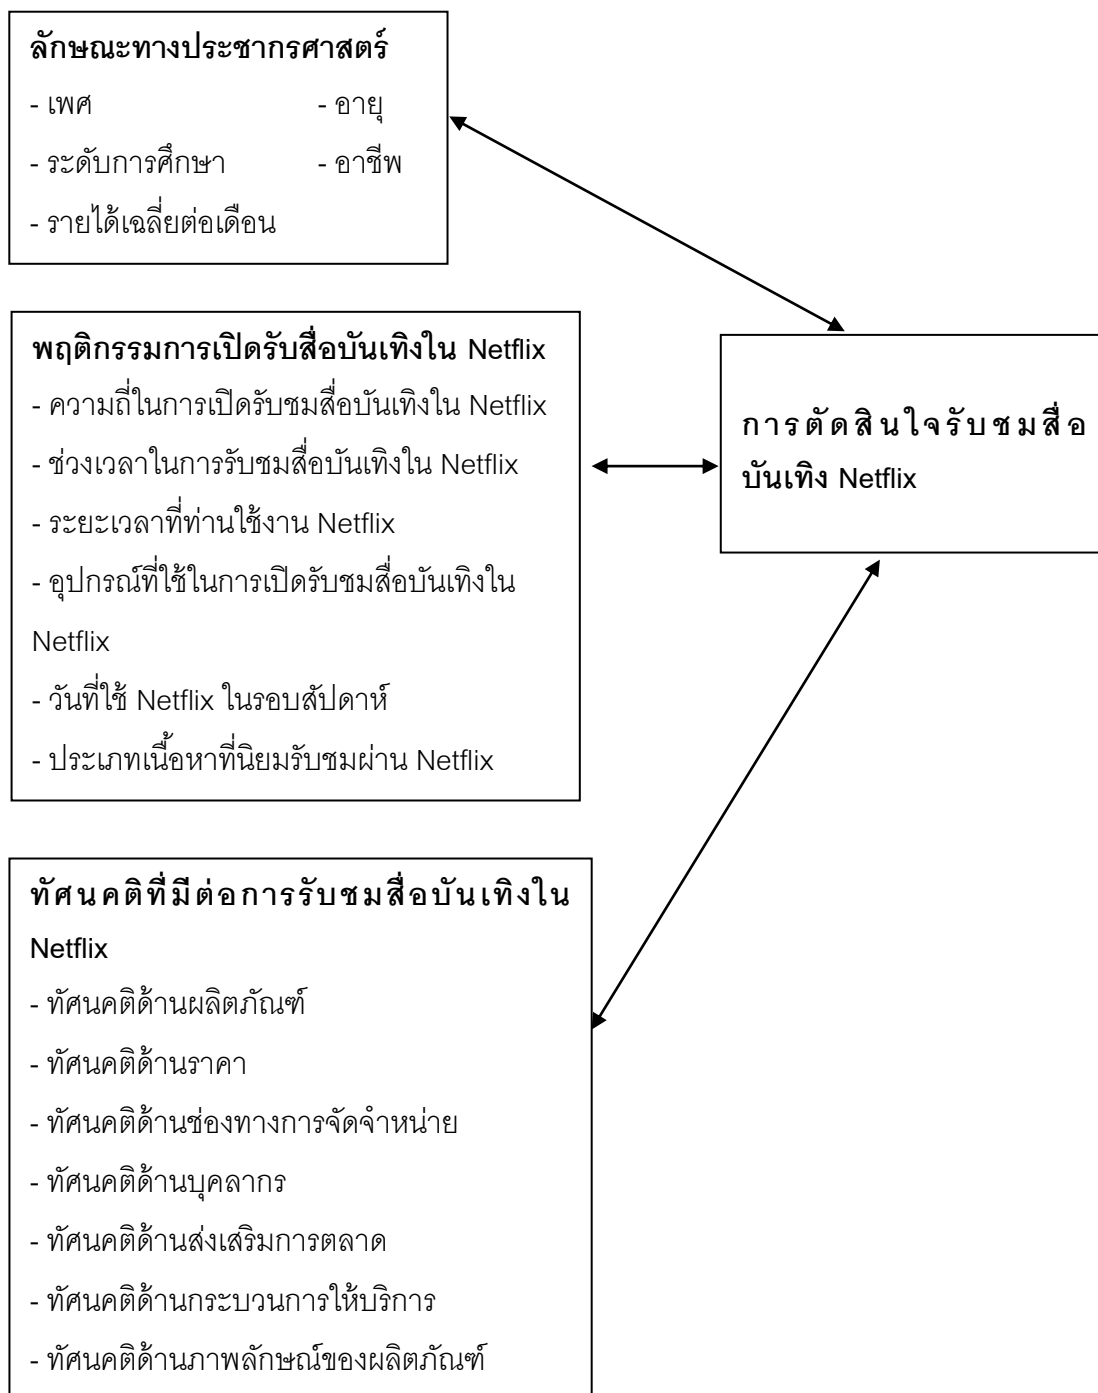 ลักษณะทางประชากรศาสตร์
- เพศ - อายุ
- ระดับการศึกษา - อาชีพ
- รายได้เฉลี่ยต่อเดือน
พฤติกรรมการเปิดรับสื่อบันเทิงใน Netflix
- ความถี่ในการเปิดรับชมสื่อบันเทิงใน Netflix
- ช่วงเวลาในการรับชมสื่อบันเทิงใน Netflix
- ระยะเวลาที่ท่านใช้งาน Netflix
- อุปกรณ์ที่ใช้ในการเปิดรับชมสื่อบันเทิงใน
Netflix
- วันที่ใช้ Netflix ในรอบสัปดาห์
- ประเภทเนื้อหาที่นิยมรับชมผ่าน Netflix
การตัดสินใจรับชมสื่อ
บันเทิง Netflix
ทัศนคติที่มีต่อการรับชมสื่อบันเทิงใน
Netflix
- ทัศนคติด้านผลิตภัณฑ์
- ทัศนคติด้านราคา
- ทัศนคติด้านช่องทางการจัดจำหน่าย
- ทัศนคติด้านบุคลากร
- ทัศนคติด้านส่งเสริมการตลาด
- ทัศนคติด้านกระบวนการให้บริการ
- ทัศนคติด้านภาพลักษณ์ของผลิตภัณฑ์